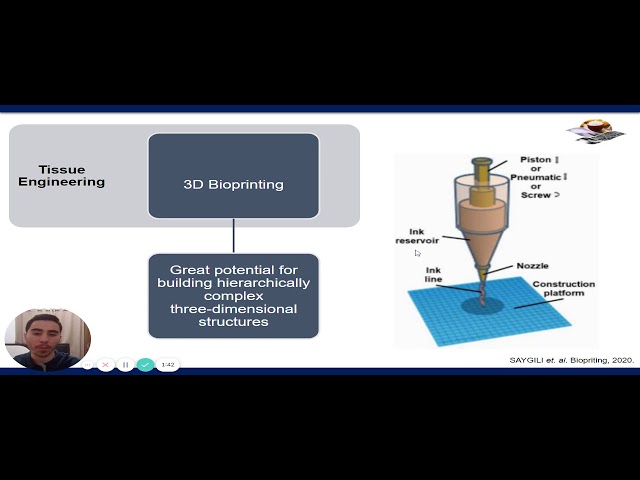 Tissue
Engineering
3D Bioprinting
Great potential for
building hierarchically
complex
three-dimensional
structures
Piston
or
Pneumatic
or
Screw
Ink
reservoir
Nozzle
Ink
line
Construction
platform
SAYGILI et. al. Biopriting, 2020.
1:42